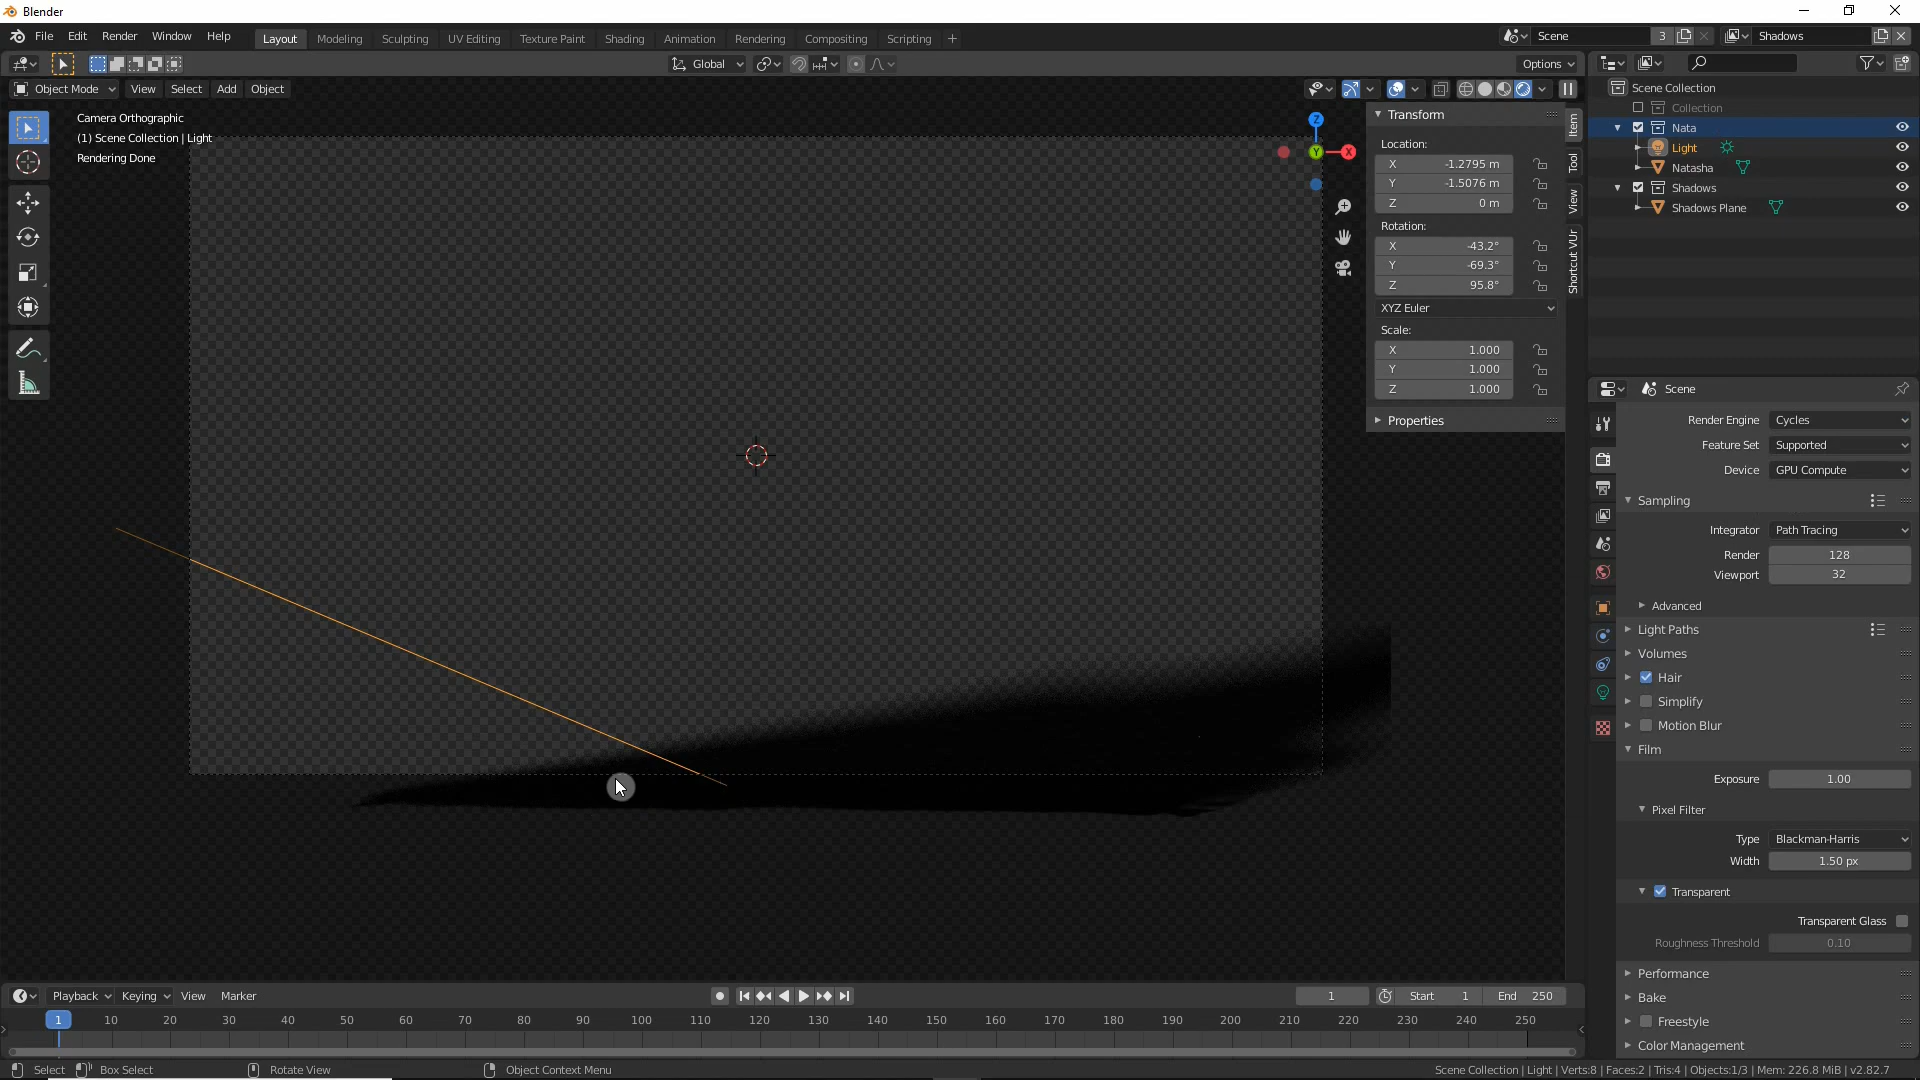 Blender
File Edit Render Window Help Layout Modeling Sculpting UV Editing Texture Paint Shading Animation Rendering Compositing Scripting + Scene 3 Shadows
Global Options
Object Mode View Select Add Object
Camera Orthographic
(1) Scene Collection | Light
Rendering Done
Z
Y
X
Transform
Location:
X -1.2795 m
Y -1.5076 m
Z 0 m
Rotation:
X -43.2°
Y -69.3°
Z 95.8°
XYZ Euler
Scale:
X 1.000
Y 1.000
Z 1.000
Properties
Item
Tool
View
Shortcut VUr
Scene Collection
Collection
Nata
Light
Natasha
Shadows
Shadows Plane
Scene
Render Engine Cycles
Feature Set Supported
Device GPU Compute
Sampling
Integrator Path Tracing
Render 128
Viewport 32
Advanced
Light Paths
Volumes
Hair
Simplify
Motion Blur
Film
Exposure 1.00
Pixel Filter
Type Blackman-Harris
Width 1.50 px
Transparent
Transparent Glass
Roughness Threshold 0.10
Performance
Bake
Freestyle
Color Management
Playback Keying View Marker 1 Start 1 End 250
1 10 20 30 40 50 60 70 80 90 100 110 120 130 140 150 160 170 180 190 200 210 220 230 240 250
Select Box Select Rotate View Object Context Menu Scene Collection | Light | Verts:8 | Faces:2 | Tris:4 | Objects:1/3 | Mem: 226.8 MiB | v2.82.7